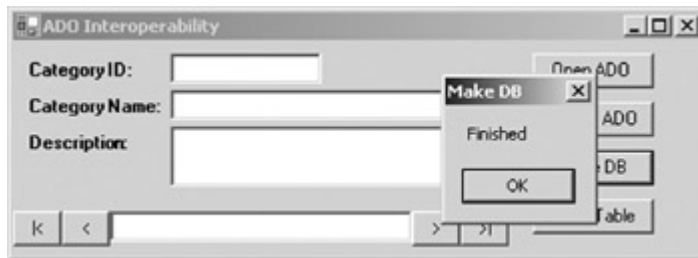 ADO Interoperability
Category ID:
Open ADO
Make DB
Category Name:
ADO
Finished
Description:
DB
OK
Table
|< < > >|